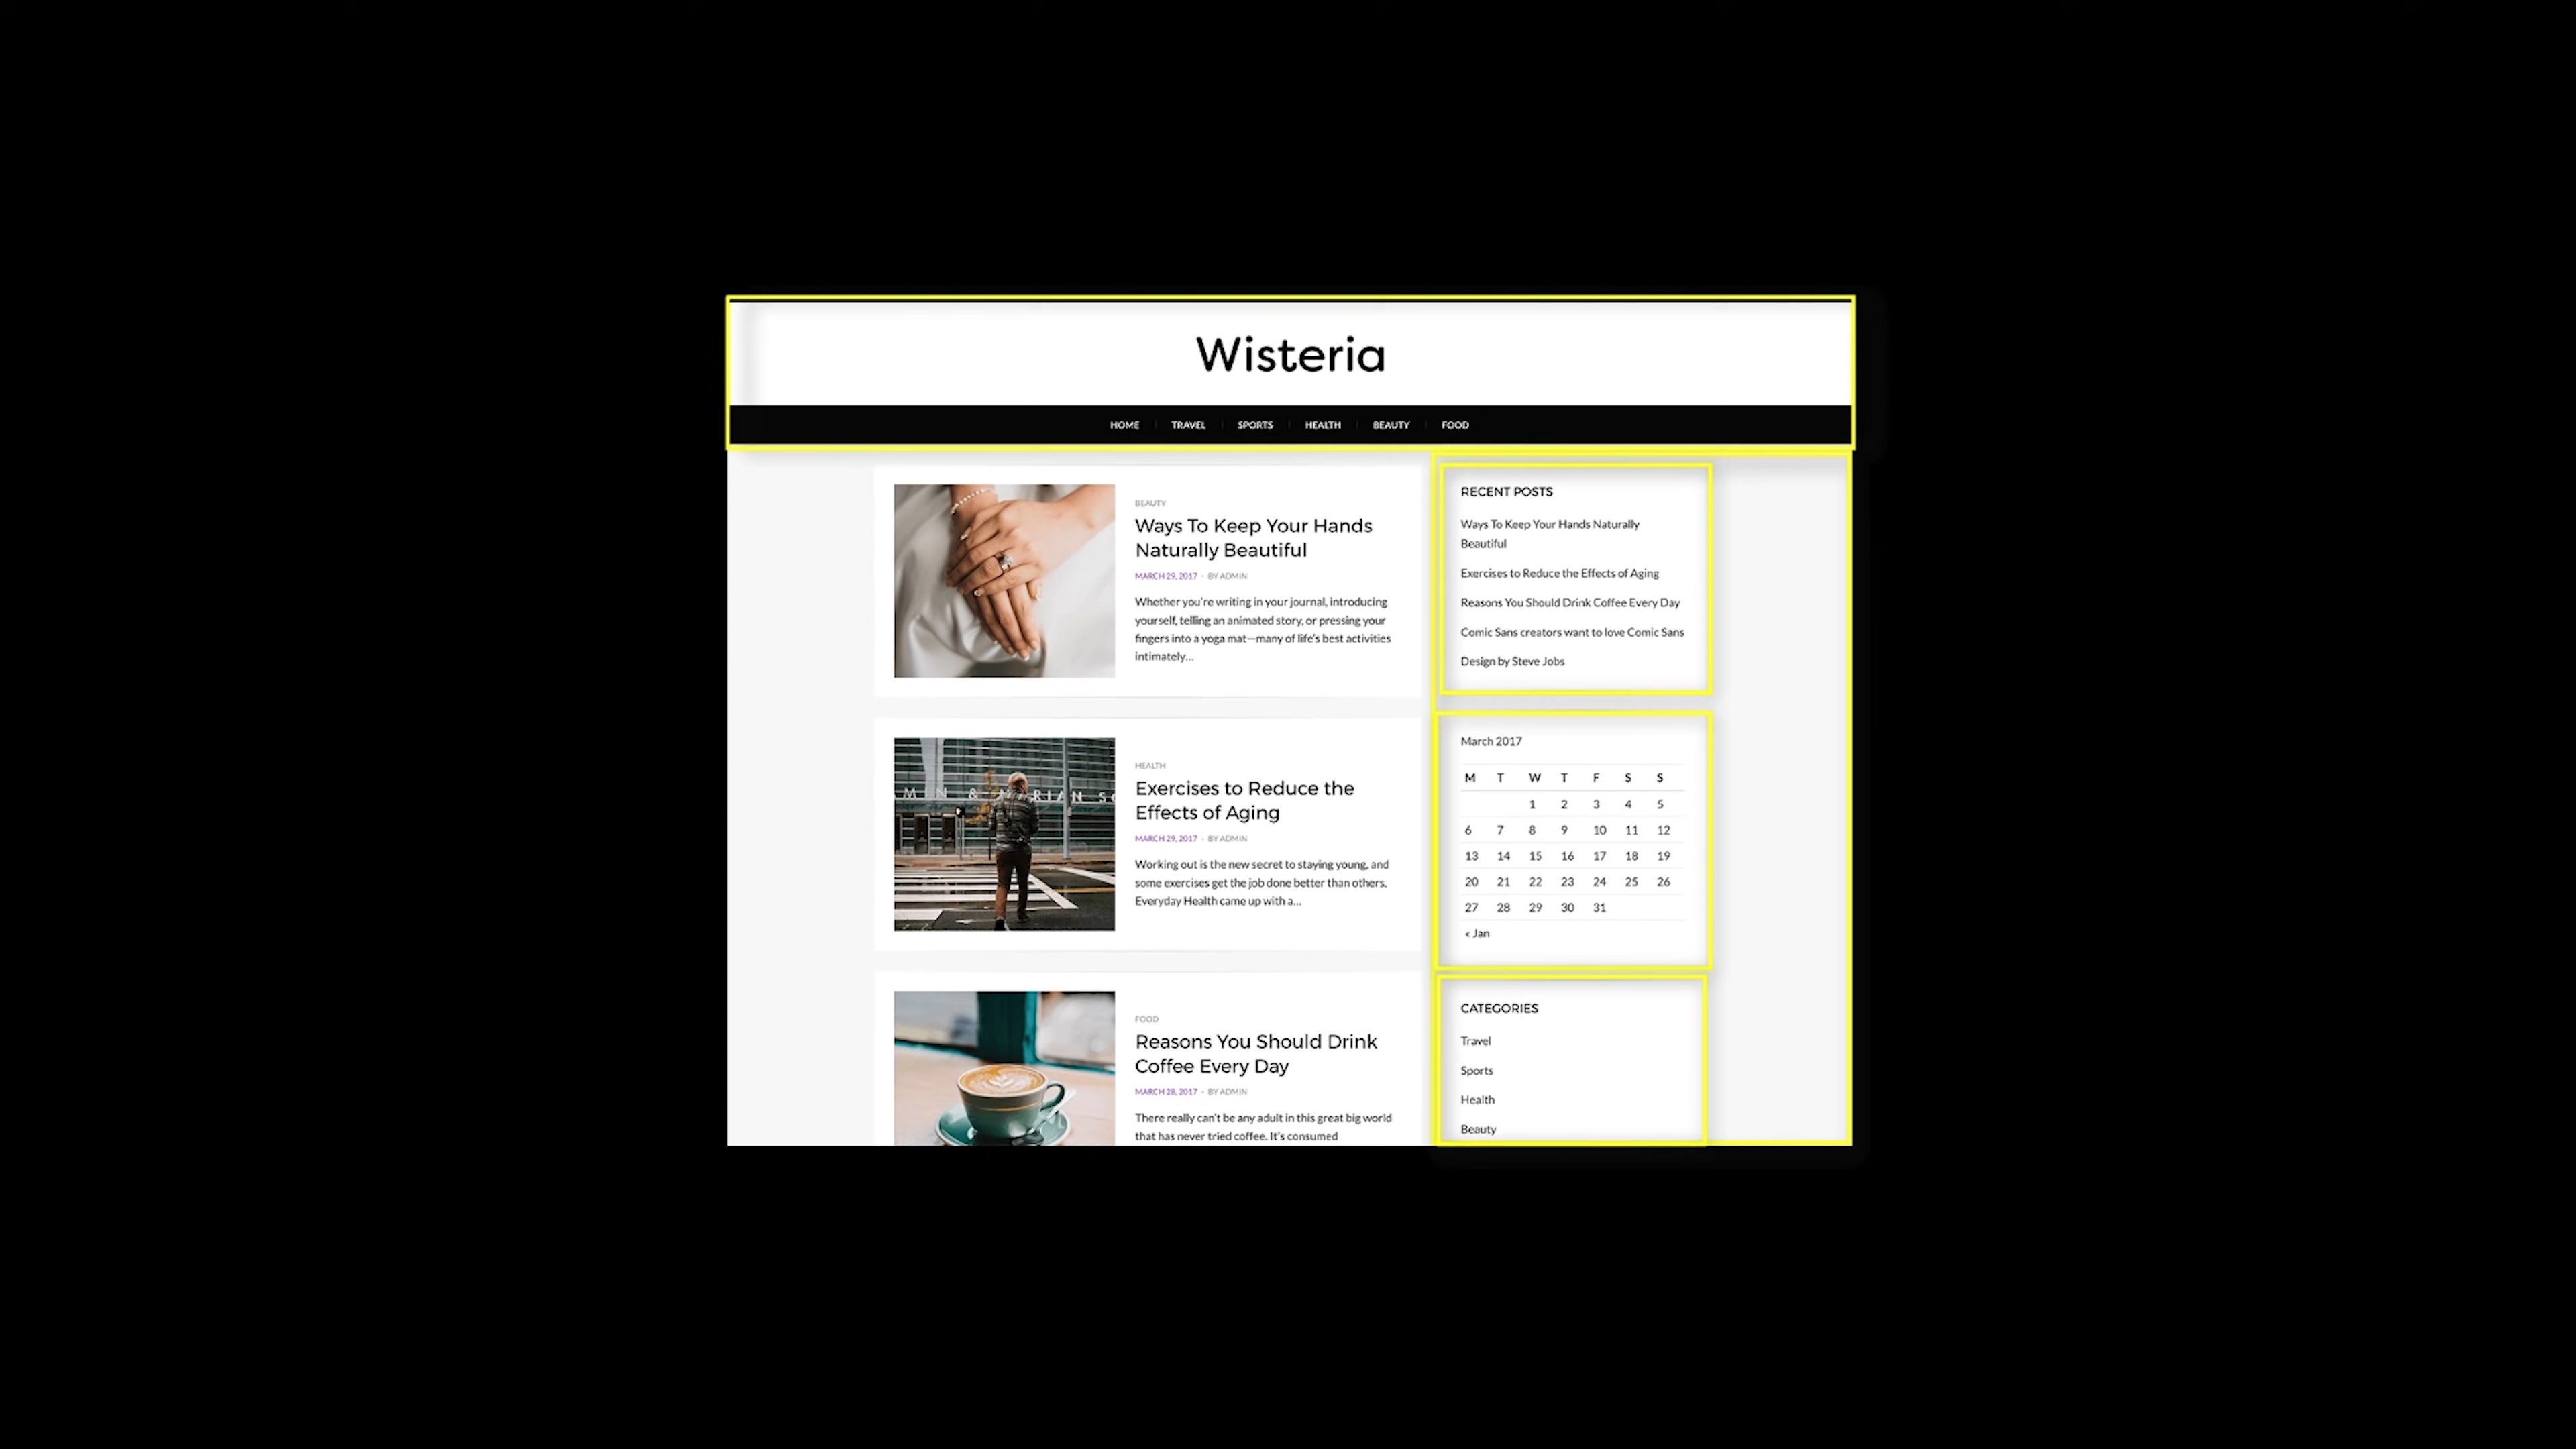 Wisteria
HOME
TRAVEL
SPORTS
HEALTH
BEAUTY
FOOD
BEAUTY
Ways To Keep Your Hands
Naturally Beautiful
MARCH 29, 2017 - BY ADMIN
Whether you're writing in your journal, introducing
yourself, telling an animated story, or pressing your
fingers into a yoga mat—many of life's best activities
intimately...
HEALTH
Exercises to Reduce the
Effects of Aging
MARCH 29, 2017 - BY ADMIN
Working out is the new secret to staying young, and
some exercises get the job done better than others.
Everyday Health came up with a...
FOOD
Reasons You Should Drink
Coffee Every Day
MARCH 28, 2017 - BY ADMIN
There really can't be any adult in this great big world
that has never tried coffee. It's consumed
RECENT POSTS
Ways To Keep Your Hands Naturally
Beautiful
Exercises to Reduce the Effects of Aging
Reasons You Should Drink Coffee Every Day
Comic Sans creators want to love Comic Sans
Design by Steve Jobs
March 2017
M T W T F S S
1 2 3 4 5
6 7 8 9 10 11 12
13 14 15 16 17 18 19
20 21 22 23 24 25 26
27 28 29 30 31
« Jan
CATEGORIES
Travel
Sports
Health
Beauty